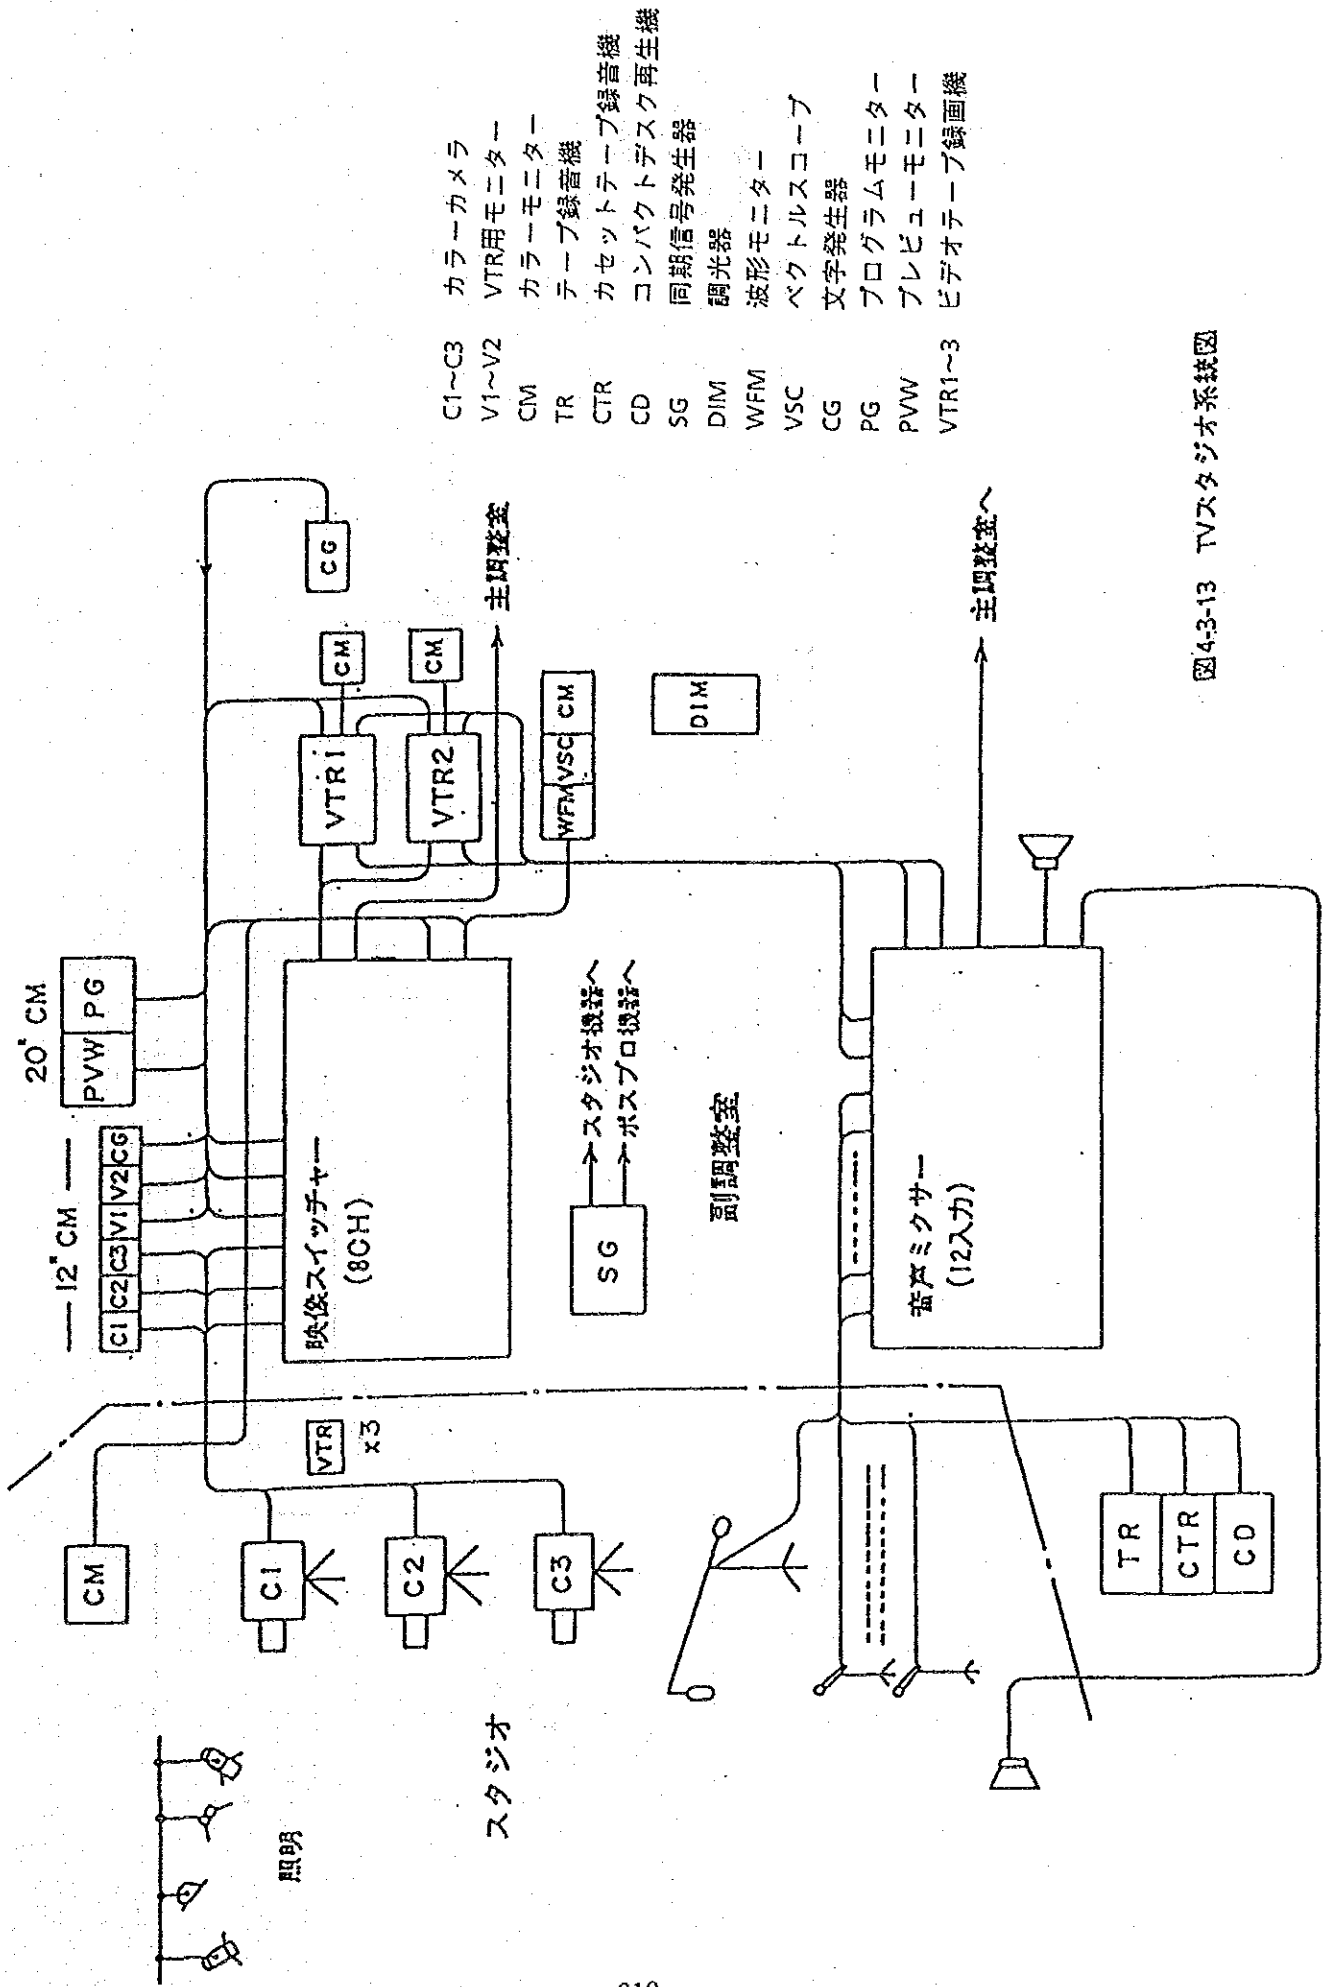 20" CM
PVW PG
12" CM
C1 C2 C3 V1 V2 CG
CM
C1
C2
C3
VTR
x3
映像スイッチャー
(8CH)
VTR1
VTR2
CM
CM
CG
主調整室
WFM VSC CM
DIM
SG
スタジオ機器へ
ポスプロ機器へ
副調整室
照明
スタジオ
音声ミクサー
(12入力)
主調整室へ
TR
CTR
CD
C1~C3 カラーカメラ
V1~V2 VTR用モニター
CM カラーモニター
TR テープ録音機
CTR カセットテープ録音機
CD コンパクトデスク再生機
SG 同期信号発生器
DIM 調光器
WFM 波形モニター
VSC ベクトルスコープ
CG 文字発生器
PG プログラムモニター
PVW プレビューモニター
VTR1~3 ビデオテープ録画機
図4-3-13 TVスタジオ系統図